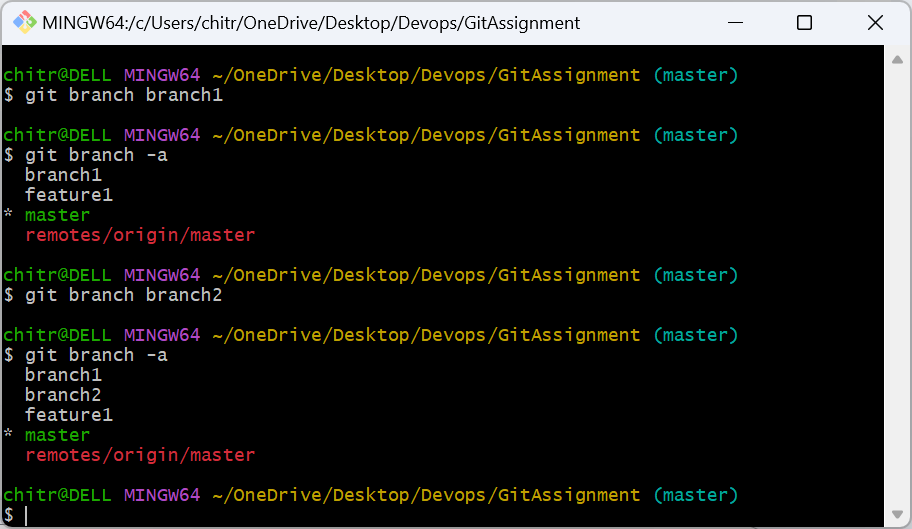 MINGW64:/c/Users/chitr/OneDrive/Desktop/Devops/GitAssignment
chitr@DELL MINGW64 ~/OneDrive/Desktop/Devops/GitAssignment (master)
$ git branch branch1
chitr@DELL MINGW64 ~/OneDrive/Desktop/Devops/GitAssignment (master)
$ git branch -a
  branch1
  feature1
* master
  remotes/origin/master
chitr@DELL MINGW64 ~/OneDrive/Desktop/Devops/GitAssignment (master)
$ git branch branch2
chitr@DELL MINGW64 ~/OneDrive/Desktop/Devops/GitAssignment (master)
$ git branch -a
  branch1
  branch2
  feature1
* master
  remotes/origin/master
chitr@DELL MINGW64 ~/OneDrive/Desktop/Devops/GitAssignment (master)
$